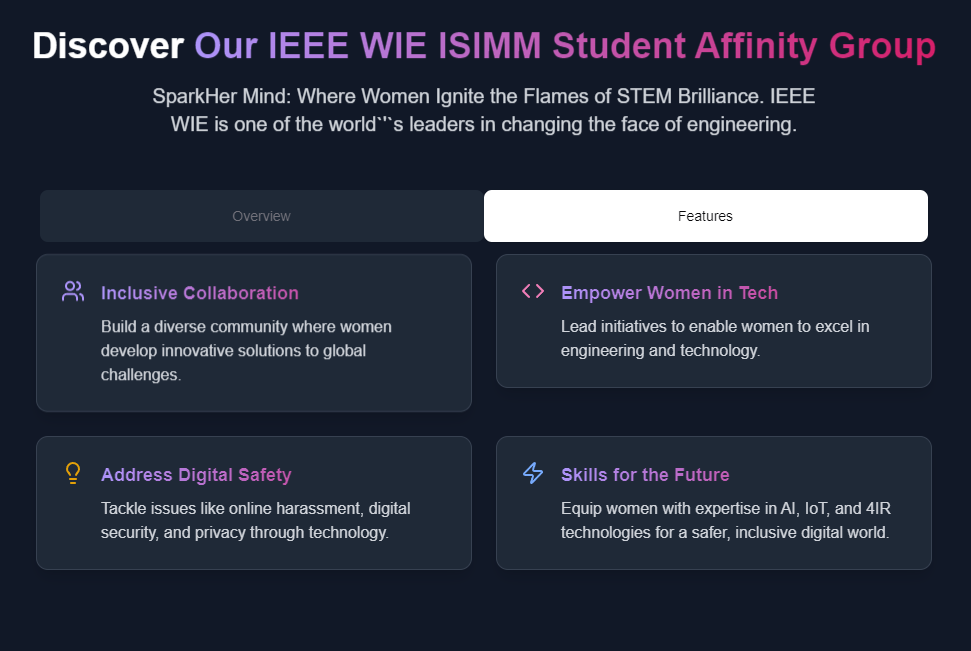 Discover Our IEEE WIE ISIMM Student Affinity Group
SparkHer Mind: Where Women Ignite the Flames of STEM Brilliance. IEEE
WIE is one of the world`'`s leaders in changing the face of engineering.
Overview
Features
Inclusive Collaboration
Build a diverse community where women
develop innovative solutions to global
challenges.
Empower Women in Tech
Lead initiatives to enable women to excel in
engineering and technology.
Address Digital Safety
Tackle issues like online harassment, digital
security, and privacy through technology.
Skills for the Future
Equip women with expertise in AI, IoT, and 4IR
technologies for a safer, inclusive digital world.